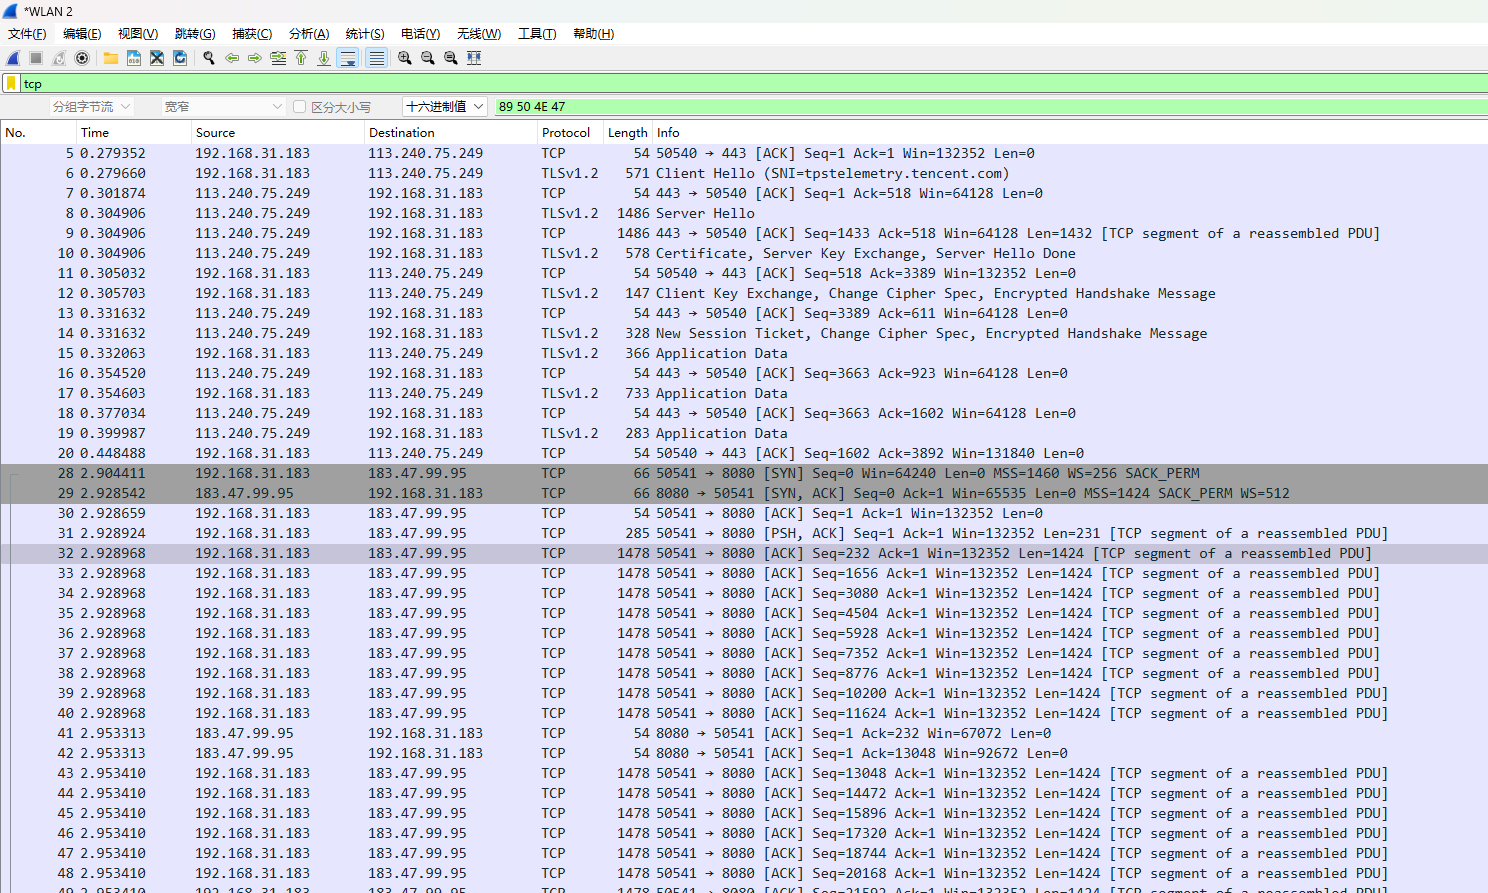 *WLAN 2
文件(F) 编辑(E) 视图(V) 跳转(G) 捕获(C) 分析(A) 统计(S) 电话(Y) 无线(W) 工具(T) 帮助(H)
tcp
分组字节流 宽窄 区分大小写 十六进制值 89 50 4E 47
No. Time Source Destination Protocol Length Info
5 0.279352 192.168.31.183 113.240.75.249 TCP 54 50540 → 443 [ACK] Seq=1 Ack=1 Win=132352 Len=0
6 0.279660 192.168.31.183 113.240.75.249 TLSv1.2 571 Client Hello (SNI=tpstelemetry.tencent.com)
7 0.301874 113.240.75.249 192.168.31.183 TCP 54 443 → 50540 [ACK] Seq=1 Ack=518 Win=64128 Len=0
8 0.304906 113.240.75.249 192.168.31.183 TLSv1.2 1486 Server Hello
9 0.304906 113.240.75.249 192.168.31.183 TCP 1486 443 → 50540 [ACK] Seq=1433 Ack=518 Win=64128 Len=1432 [TCP segment of a reassembled PDU]
10 0.304906 113.240.75.249 192.168.31.183 TLSv1.2 578 Certificate, Server Key Exchange, Server Hello Done
11 0.305032 192.168.31.183 113.240.75.249 TCP 54 50540 → 443 [ACK] Seq=518 Ack=3389 Win=132352 Len=0
12 0.305703 192.168.31.183 113.240.75.249 TLSv1.2 147 Client Key Exchange, Change Cipher Spec, Encrypted Handshake Message
13 0.331632 113.240.75.249 192.168.31.183 TCP 54 443 → 50540 [ACK] Seq=3389 Ack=611 Win=64128 Len=0
14 0.331632 113.240.75.249 192.168.31.183 TLSv1.2 328 New Session Ticket, Change Cipher Spec, Encrypted Handshake Message
15 0.332063 192.168.31.183 113.240.75.249 TLSv1.2 366 Application Data
16 0.354520 113.240.75.249 192.168.31.183 TCP 54 443 → 50540 [ACK] Seq=3663 Ack=923 Win=64128 Len=0
17 0.354603 192.168.31.183 113.240.75.249 TLSv1.2 733 Application Data
18 0.377034 113.240.75.249 192.168.31.183 TCP 54 443 → 50540 [ACK] Seq=3663 Ack=1602 Win=64128 Len=0
19 0.399987 113.240.75.249 192.168.31.183 TLSv1.2 283 Application Data
20 0.448488 192.168.31.183 113.240.75.249 TCP 54 50540 → 443 [ACK] Seq=1602 Ack=3892 Win=131840 Len=0
28 2.904411 192.168.31.183 183.47.99.95 TCP 66 50541 → 8080 [SYN] Seq=0 Win=64240 Len=0 MSS=1460 WS=256 SACK_PERM
29 2.928542 183.47.99.95 192.168.31.183 TCP 66 8080 → 50541 [SYN, ACK] Seq=0 Ack=1 Win=65535 Len=0 MSS=1424 SACK_PERM WS=512
30 2.928659 192.168.31.183 183.47.99.95 TCP 54 50541 → 8080 [ACK] Seq=1 Ack=1 Win=132352 Len=0
31 2.928924 192.168.31.183 183.47.99.95 TCP 285 50541 → 8080 [PSH, ACK] Seq=1 Ack=1 Win=132352 Len=231 [TCP segment of a reassembled PDU]
32 2.928968 192.168.31.183 183.47.99.95 TCP 1478 50541 → 8080 [ACK] Seq=232 Ack=1 Win=132352 Len=1424 [TCP segment of a reassembled PDU]
33 2.928968 192.168.31.183 183.47.99.95 TCP 1478 50541 → 8080 [ACK] Seq=1656 Ack=1 Win=132352 Len=1424 [TCP segment of a reassembled PDU]
34 2.928968 192.168.31.183 183.47.99.95 TCP 1478 50541 → 8080 [ACK] Seq=3080 Ack=1 Win=132352 Len=1424 [TCP segment of a reassembled PDU]
35 2.928968 192.168.31.183 183.47.99.95 TCP 1478 50541 → 8080 [ACK] Seq=4504 Ack=1 Win=132352 Len=1424 [TCP segment of a reassembled PDU]
36 2.928968 192.168.31.183 183.47.99.95 TCP 1478 50541 → 8080 [ACK] Seq=5928 Ack=1 Win=132352 Len=1424 [TCP segment of a reassembled PDU]
37 2.928968 192.168.31.183 183.47.99.95 TCP 1478 50541 → 8080 [ACK] Seq=7352 Ack=1 Win=132352 Len=1424 [TCP segment of a reassembled PDU]
38 2.928968 192.168.31.183 183.47.99.95 TCP 1478 50541 → 8080 [ACK] Seq=8776 Ack=1 Win=132352 Len=1424 [TCP segment of a reassembled PDU]
39 2.928968 192.168.31.183 183.47.99.95 TCP 1478 50541 → 8080 [ACK] Seq=10200 Ack=1 Win=132352 Len=1424 [TCP segment of a reassembled PDU]
40 2.928968 192.168.31.183 183.47.99.95 TCP 1478 50541 → 8080 [ACK] Seq=11624 Ack=1 Win=132352 Len=1424 [TCP segment of a reassembled PDU]
41 2.953313 183.47.99.95 192.168.31.183 TCP 54 8080 → 50541 [ACK] Seq=1 Ack=232 Win=67072 Len=0
42 2.953313 183.47.99.95 192.168.31.183 TCP 54 8080 → 50541 [ACK] Seq=1 Ack=13048 Win=92672 Len=0
43 2.953410 192.168.31.183 183.47.99.95 TCP 1478 50541 → 8080 [ACK] Seq=13048 Ack=1 Win=132352 Len=1424 [TCP segment of a reassembled PDU]
44 2.953410 192.168.31.183 183.47.99.95 TCP 1478 50541 → 8080 [ACK] Seq=14472 Ack=1 Win=132352 Len=1424 [TCP segment of a reassembled PDU]
45 2.953410 192.168.31.183 183.47.99.95 TCP 1478 50541 → 8080 [ACK] Seq=15896 Ack=1 Win=132352 Len=1424 [TCP segment of a reassembled PDU]
46 2.953410 192.168.31.183 183.47.99.95 TCP 1478 50541 → 8080 [ACK] Seq=17320 Ack=1 Win=132352 Len=1424 [TCP segment of a reassembled PDU]
47 2.953410 192.168.31.183 183.47.99.95 TCP 1478 50541 → 8080 [ACK] Seq=18744 Ack=1 Win=132352 Len=1424 [TCP segment of a reassembled PDU]
48 2.953410 192.168.31.183 183.47.99.95 TCP 1478 50541 → 8080 [ACK] Seq=20168 Ack=1 Win=132352 Len=1424 [TCP segment of a reassembled PDU]
49 2.953410 192.168.31.183 183.47.99.95 TCP 1478 50541 → 8080 [ACK] Seq=21592 Ack=1 Win=132352 Len=1424 [TCP segment of a reassembled PDU]